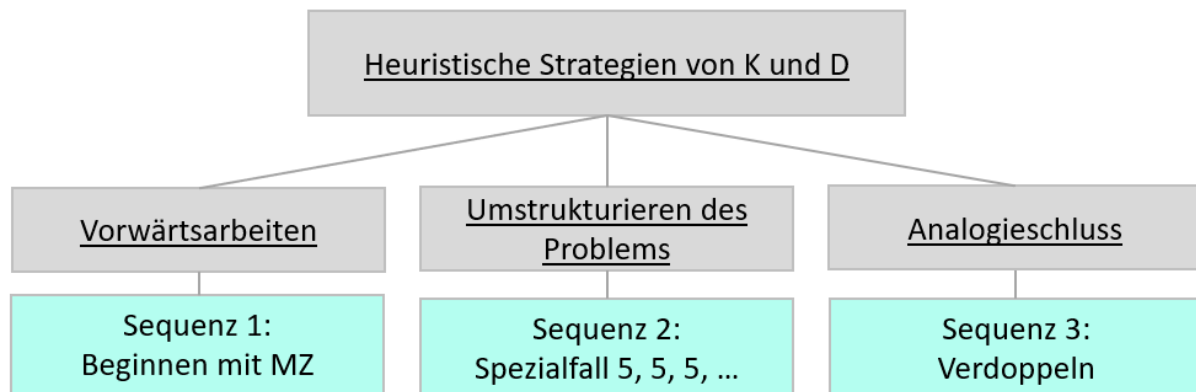 Heuristische Strategien von K und D
Vorwärtsarbeiten
Umstrukturieren des
Problems
Analogieschluss
Sequenz 1:
Beginnen mit MZ
Sequenz 2:
Spezialfall 5, 5, 5, ...
Sequenz 3:
Verdoppeln